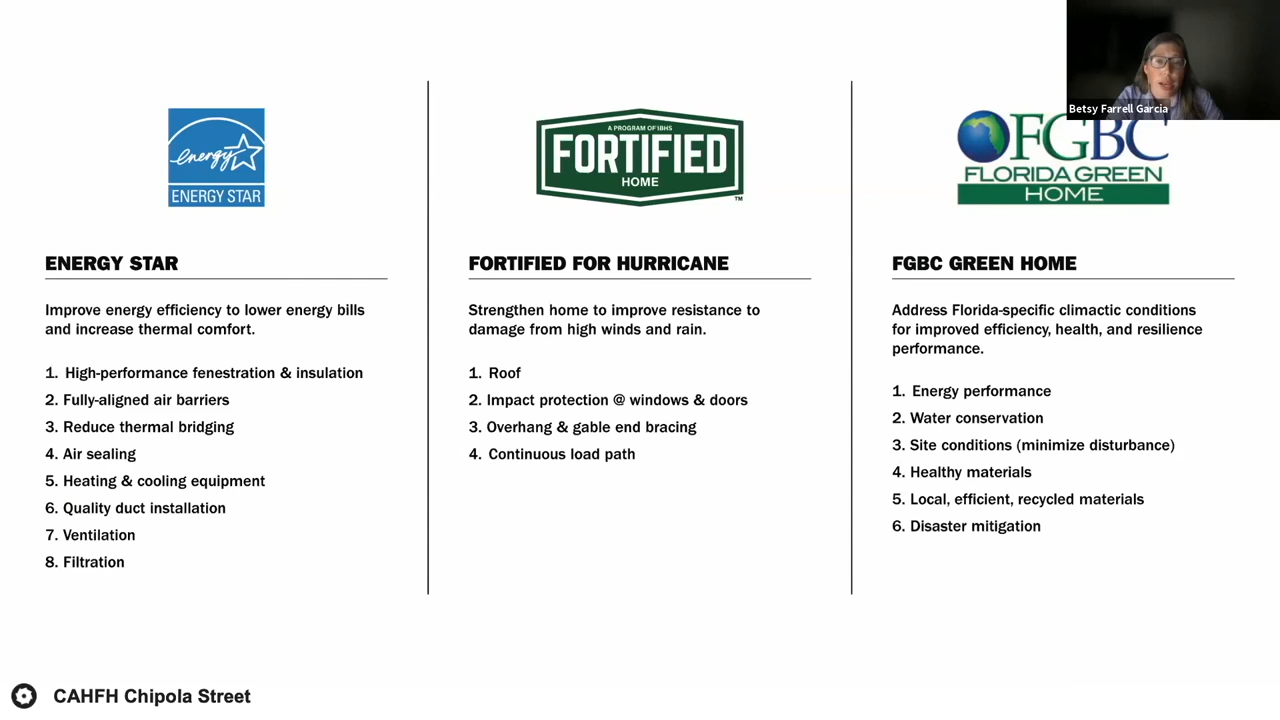 Betsy Farrell Garcia
energy
ENERGY STAR
A PROGRAM OF IBHS
FORTIFIED
HOME
TM
FGBC
FLORIDA GREEN
HOME
ENERGY STAR
Improve energy efficiency to lower energy bills
and increase thermal comfort.
1. High-performance fenestration & insulation
2. Fully-aligned air barriers
3. Reduce thermal bridging
4. Air sealing
5. Heating & cooling equipment
6. Quality duct installation
7. Ventilation
8. Filtration
FORTIFIED FOR HURRICANE
Strengthen home to improve resistance to
damage from high winds and rain.
1. Roof
2. Impact protection @ windows & doors
3. Overhang & gable end bracing
4. Continuous load path
FGBC GREEN HOME
Address Florida-specific climactic conditions
for improved efficiency, health, and resilience
performance.
1. Energy performance
2. Water conservation
3. Site conditions (minimize disturbance)
4. Healthy materials
5. Local, efficient, recycled materials
6. Disaster mitigation
CAHFH Chipola Street